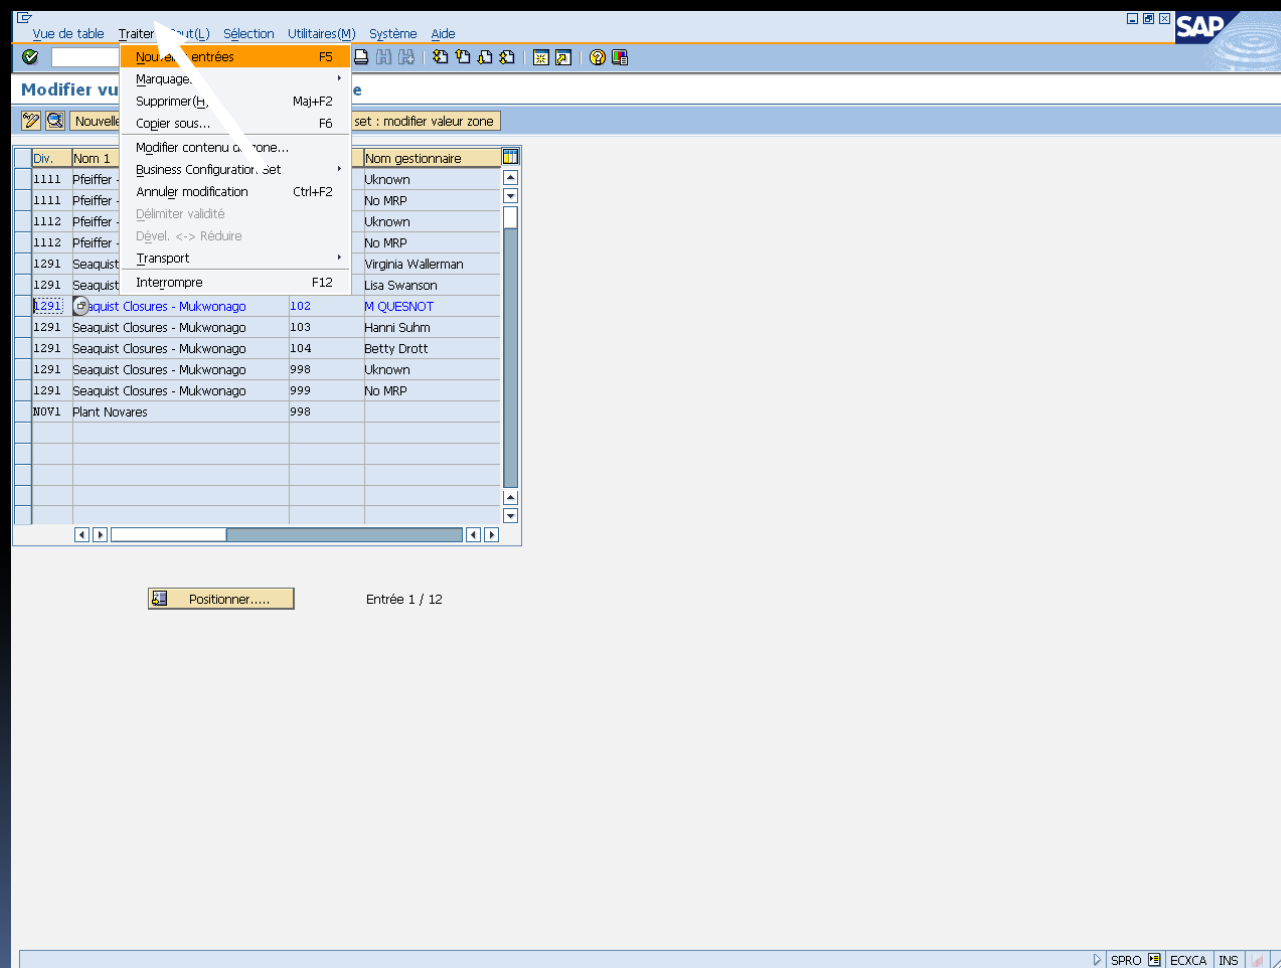 SAP
Vue de table Traiter Sélection Utilitaires(M) Système Aide
Nouvelles entrées F5
Marquage
Supprimer(H) Maj+F2
Copier sous... F6
Modifier contenu de zone...
Business Configuration Set
Annuler modification Ctrl+F2
Délimiter validité
Dével. <-> Réduire
Transport
Interrompre F12
Modifier vu e
Nouvelle set : modifier valeur zone
Div. Nom 1 Nom gestionnaire
1111 Pfeiffer - Uknown
1111 Pfeiffer - No MRP
1112 Pfeiffer - Uknown
1112 Pfeiffer - No MRP
1291 Seaquist Virginia Wallerman
1291 Seaquist Lisa Swanson
1291 aquist Closures - Mukwonago 102 M QUESNOT
1291 Seaquist Closures - Mukwonago 103 Hanni Suhm
1291 Seaquist Closures - Mukwonago 104 Betty Drott
1291 Seaquist Closures - Mukwonago 998 Uknown
1291 Seaquist Closures - Mukwonago 999 No MRP
NOV1 Plant Novares 998
Positionner..... Entrée 1 / 12
SPRO ECXCA INS